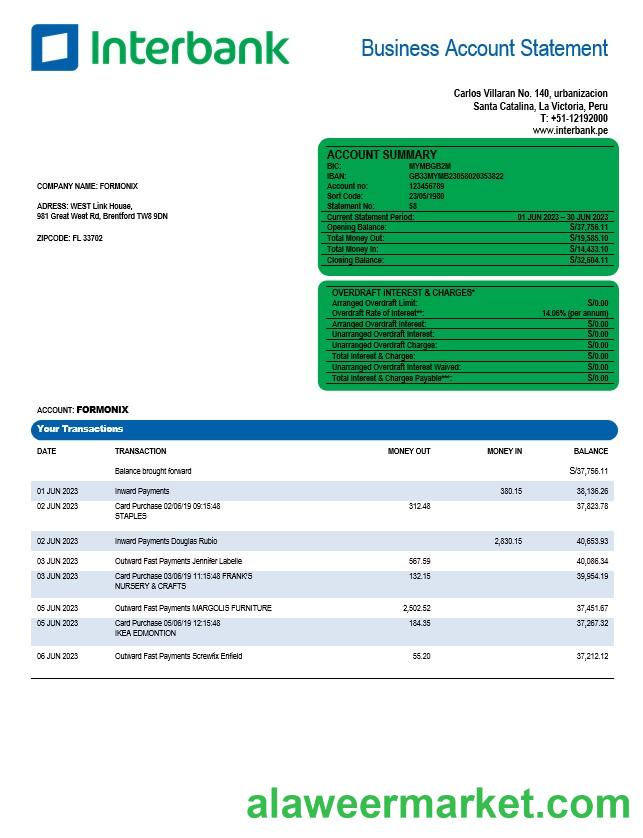 Interbank
Business Account Statement
Carlos Villaran No. 140, urbanizacion
Santa Catalina, La Victoria, Peru
T: +51-12192000
www.interbank.pe
ACCOUNT SUMMARY
BIC: MYMBGB2M
IBAN: GB33MYMB23058020353822
Account no: 123456789
Sort Code: 23/05/1980
Statement No: 58
Current Statement Period: 01 JUN 2023 – 30 JUN 2023
Opening Balance: S/37,756.11
Total Money Out: S/19,585.10
Total Money In: S/14,433.10
Closing Balance: S/32,604.11
COMPANY NAME: FORMONIX
ADRESS: WEST Link House,
981 Great West Rd, Brentford TW8 9DN
ZIPCODE: FL 33702
OVERDRAFT INTEREST & CHARGES*
Arranged Overdraft Limit: S/0.00
Overdraft Rate of Interest**: 14.06% (per annum)
Arranged Overdraft Interest: S/0.00
Unarranged Overdraft Interest: S/0.00
Unarranged Overdraft Charges: S/0.00
Total Interest & Charges: S/0.00
Unarranged Overdraft Interest Waived: S/0.00
Total Interest & Charges Payable***: S/0.00
ACCOUNT: FORMONIX
Your Transactions
DATE TRANSACTION MONEY OUT MONEY IN BALANCE
Balance brought forward S/37,756.11
01 JUN 2023 Inward Payments 380.15 38,136.26
02 JUN 2023 Card Purchase 02/06/19 09:15:48 312.48 37,823.78
STAPLES
02 JUN 2023 Inward Payments Douglas Rubio 2,830.15 40,653.93
03 JUN 2023 Outward Fast Payments Jennifer Labelle 567.59 40,086.34
03 JUN 2023 Card Purchase 03/06/19 11:15:48 FRANK'S 132.15 39,954.19
NURSERY & CRAFTS
05 JUN 2023 Outward Fast Payments MARGOLIS FURNITURE 2,502.52 37,451.67
05 JUN 2023 Card Purchase 05/06/19 12:15:48 184.35 37,267.32
IKEA EDMONTION
06 JUN 2023 Outward Fast Payments Screwfix Enfield 55.20 37,212.12
alaweermarket.com